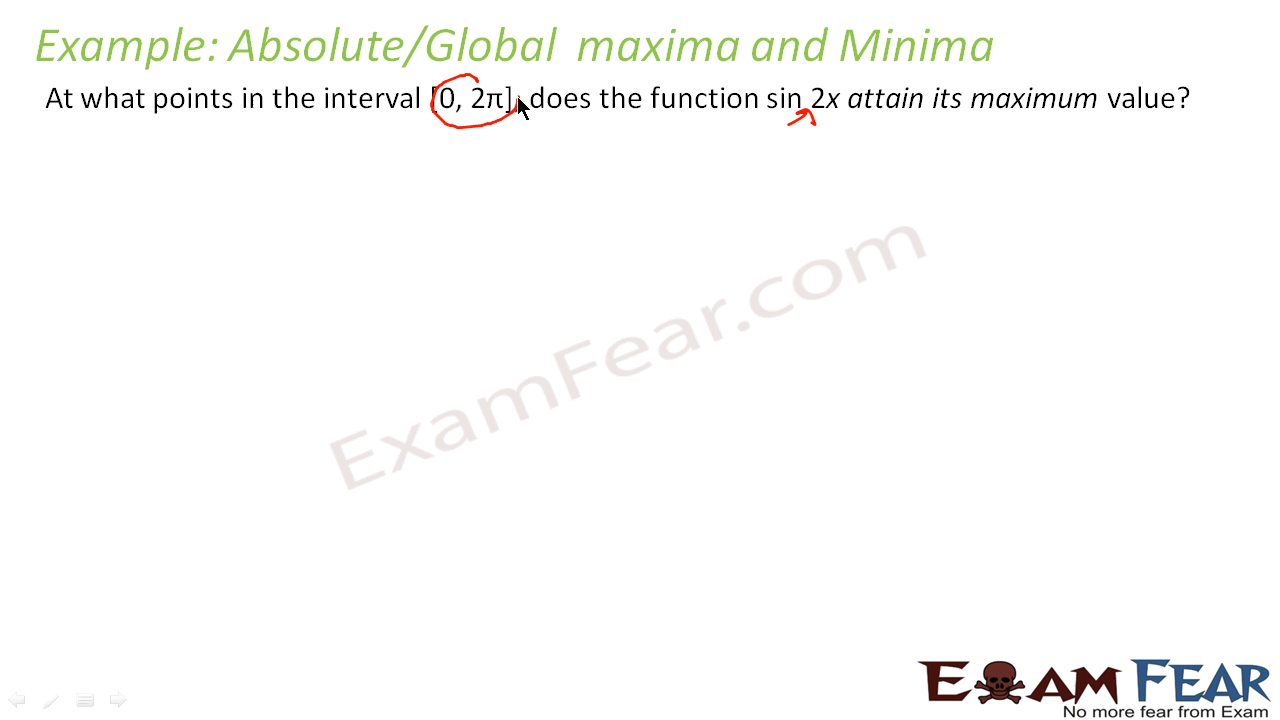 Example: Absolute/Global maxima and Minima
At what points in the interval [0, 2π], does the function sin 2x attain its maximum value?
ExamFear.com
EXAM FEAR
No more fear from Exam